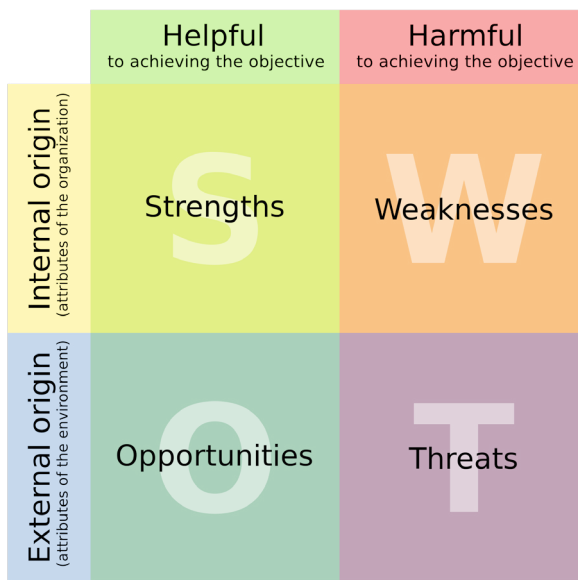 Helpful
to achieving the objective
Harmful
to achieving the objective
Internal origin
(attributes of the organization)
S
Strengths
W
Weaknesses
External origin
(attributes of the environment)
O
Opportunities
T
Threats